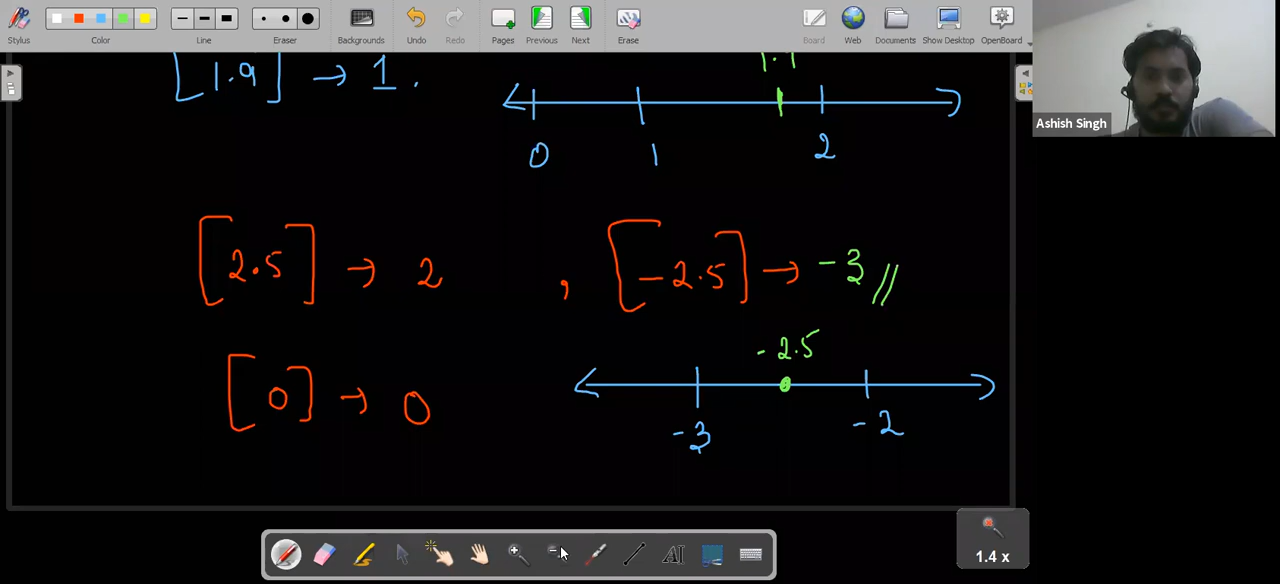 Stylus
Color
Line
Eraser
Backgrounds
Undo
Redo
Pages
Previous
Next
Erase
Board
Web
Documents
Show Desktop
OpenBoard
Ashish Singh
[1.9] → 1.
0 1 2
[2.5] → 2 , [-2.5] → -3 //
-2.5
[0] → 0
-3 -2
AI
1.4 x